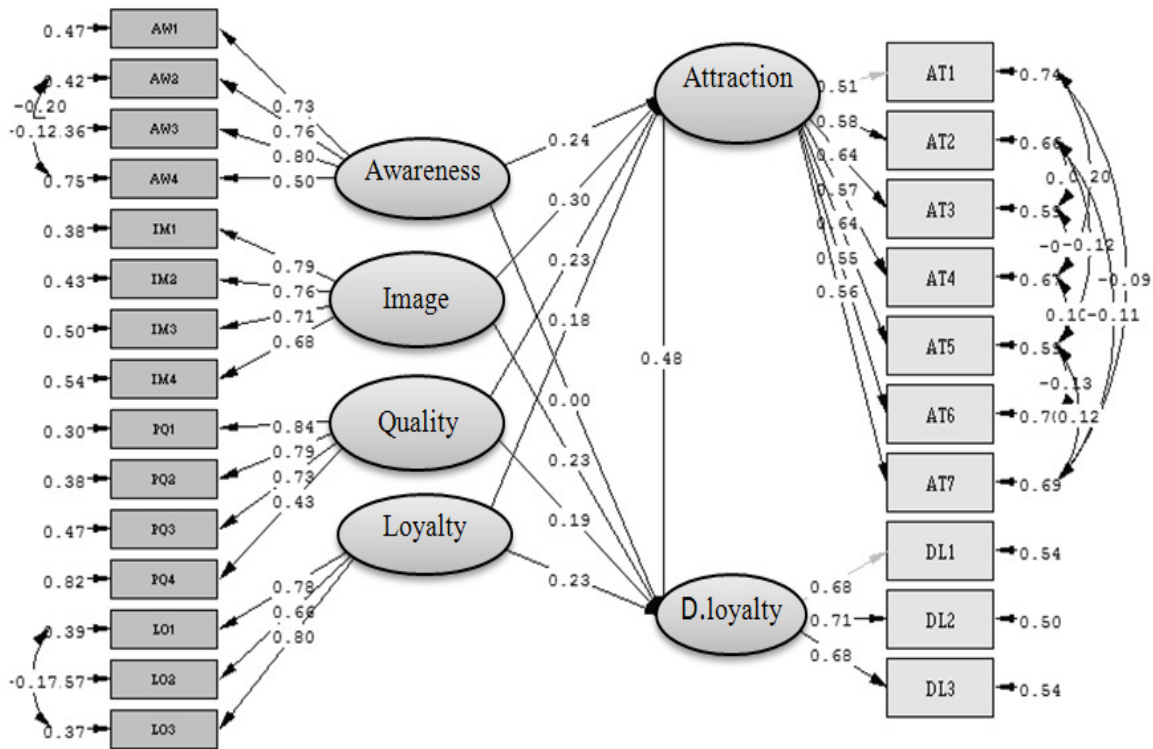 0.47 AW1
0.42 AW2
-0.20
AW3
0.75 AW4
0.38 IM1
0.43 IM2
0.50 IM3
0.54 IM4
0.30 PQ1
0.38 PQ2
0.47 PQ3
0.82 PQ4
0.39 LO1
LO2
0.37 LO3
0.73
0.76
0.80
0.50
0.79
0.76
0.71
0.68
0.84
0.79
0.73
0.43
0.78
0.66
0.80
Awareness
Image
Quality
Loyalty
0.24
0.30
0.23
0.18
0.48
0.00
0.23
0.19
0.23
Attraction
D.loyalty
0.51
0.58
0.64
0.57
0.64
0.55
0.56
0.68
0.71
0.68
AT1 0.74
AT2 0.66
AT3 0.59
AT4 0.67
AT5 0.59
AT6
AT7 0.69
DL1 0.54
DL2 0.50
DL3 0.54
-0.12
-0.09
0.10
-0.11
-0.13
0.12